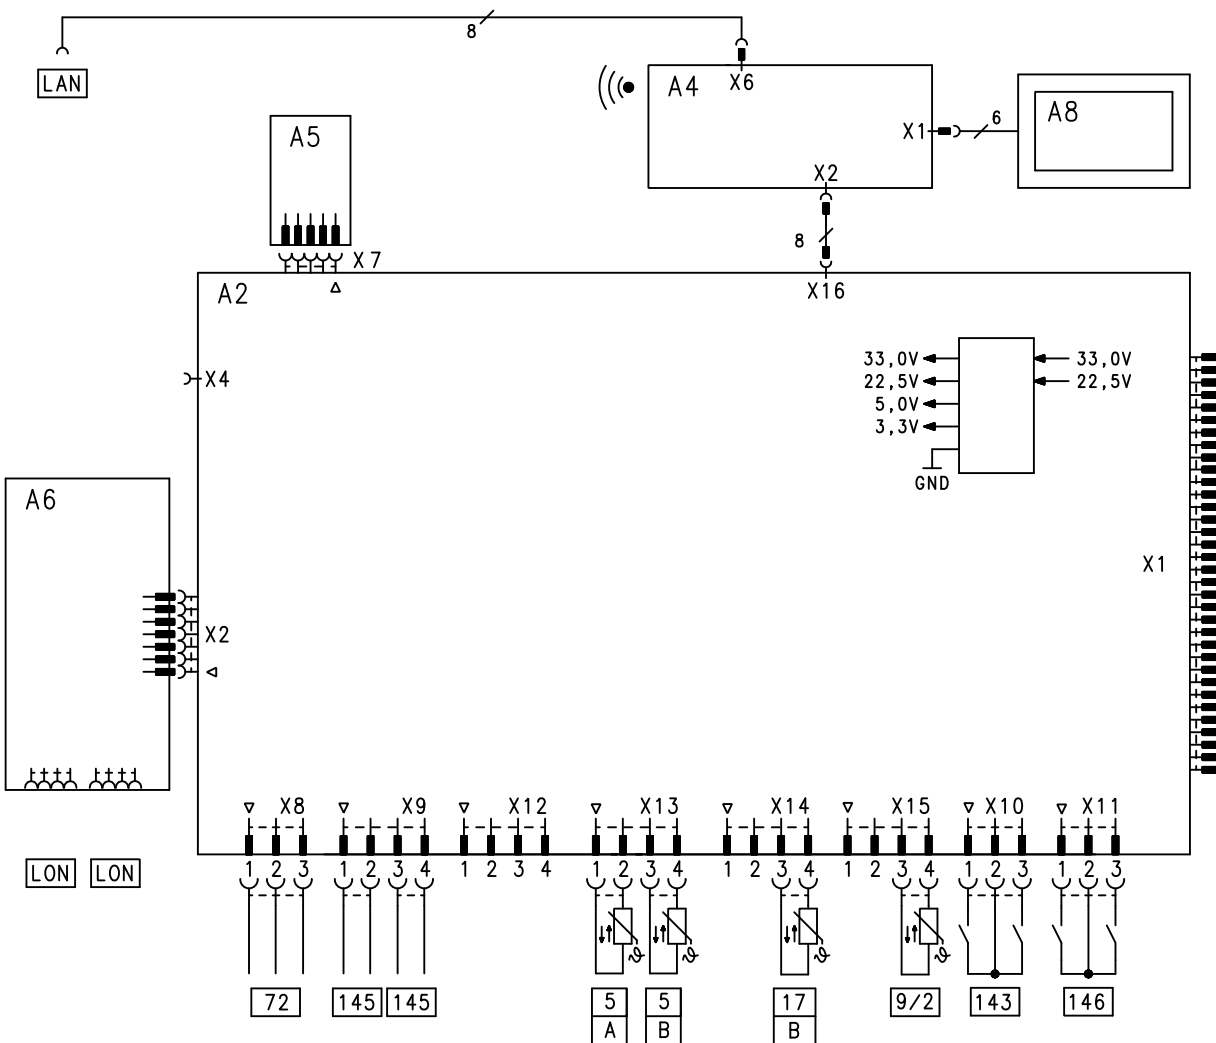 8
LAN
A4
X6
A8
X1
6
A5
X2
8
X7
A2
X16
33,0V
33,0V
22,5V
22,5V
5,0V
3,3V
GND
X4
A6
X1
X2
X8
X9
X12
X13
X14
X15
X10
X11
1 2 3
1 2 3 4
1 2 3 4
1 2 3 4
1 2 3 4
1 2 3 4
1 2 3
1 2 3
LON
LON
ϑ
ϑ
ϑ
ϑ
72
145
145
5
A
5
B
17
B
9/2
143
146